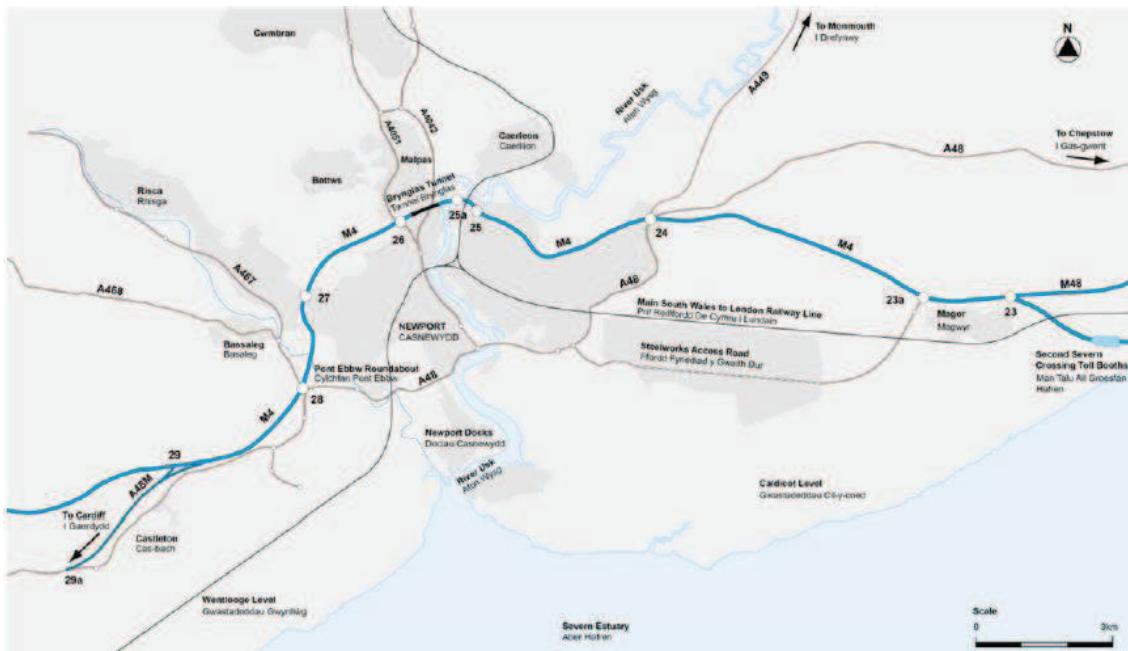 Cwmbran
To Monmouth
I Drefynwy
N
A449
River Usk
Afon Wysg
A4051
A4042
Caerleon
Caerllion
To Chepstow
I Gas-gwent
A48
Malpas
Bettws
Brynglas Tunnel
Twnnel Brynglas
Risca
Rhisga
M4
26
25a
25
24
M4
M4
A467
A468
27
A48
23a
M48
Magor
Magwyr
23
Main South Wales to London Railway Line
Prif Reilffordd De Cymru i Lundain
NEWPORT
CASNEWYDD
Bassaleg
Basaleg
Steelworks Access Road
Ffordd Fynediad y Gwaith Dur
Second Severn
Crossing Toll Booths
Man Talu Ail Groesfan
Hafren
Pont Ebbw Roundabout
Cylchfan Pont Ebbw
A48
28
M4
Newport Docks
Dociau Casnewydd
29
A48M
River Usk
Afon Wysg
Caldicot Level
Gwastadeddau Cil-y-coed
To Cardiff
I Gaerdydd
Castleton
Cas-bach
29a
Wentlooge Level
Gwastadeddau Gwynllŵg
Severn Estuary
Aber Hafren
Scale
0
3km